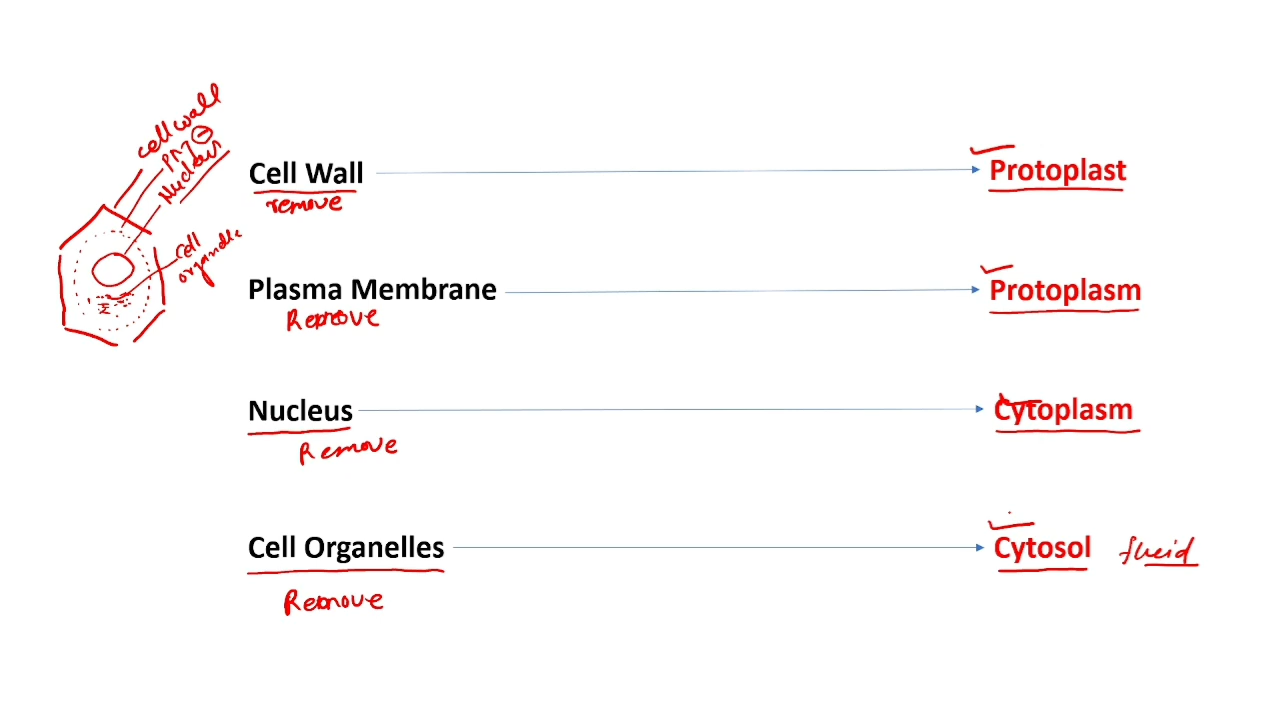 cell wall
PM
Nucleus
cell
organelle
Cell Wall
remove
Protoplast
Plasma Membrane
Remove
Protoplasm
Nucleus
Remove
Cytoplasm
Cell Organelles
Remove
Cytosol fluid